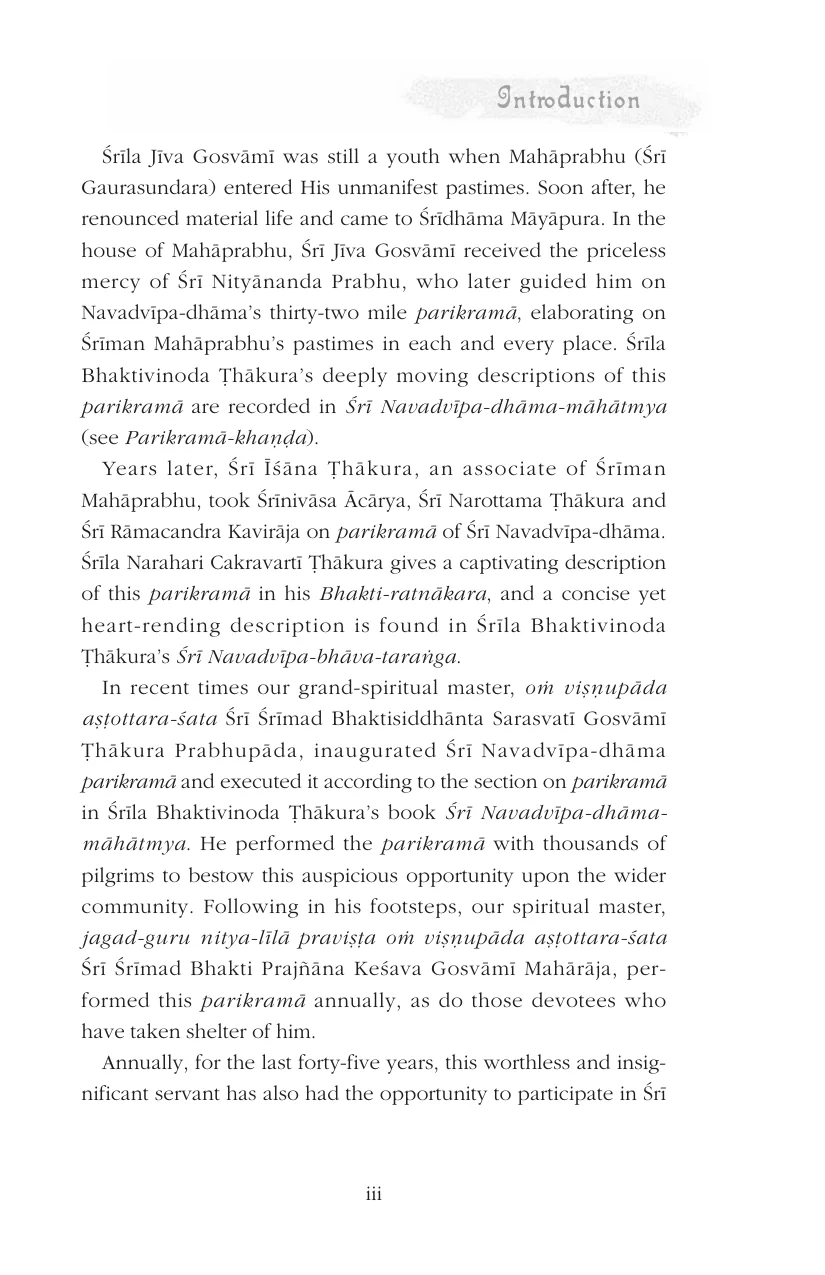 Introduction
Śrīla Jīva Gosvāmī was still a youth when Mahāprabhu (Śrī
Gaurasundara) entered His unmanifest pastimes. Soon after, he
renounced material life and came to Śrīdhāma Māyāpura. In the
house of Mahāprabhu, Śrī Jīva Gosvāmī received the priceless
mercy of Śrī Nityānanda Prabhu, who later guided him on
Navadvīpa-dhāma’s thirty-two mile parikramā, elaborating on
Śrīman Mahāprabhu’s pastimes in each and every place. Śrīla
Bhaktivinoda Ṭhākura’s deeply moving descriptions of this
parikramā are recorded in Śrī Navadvīpa-dhāma-māhātmya
(see Parikramā-khaṇḍa).
Years later, Śrī Īśāna Ṭhākura, an associate of Śrīman
Mahāprabhu, took Śrīnivāsa Ācārya, Śrī Narottama Ṭhākura and
Śrī Rāmacandra Kavirāja on parikramā of Śrī Navadvīpa-dhāma.
Śrīla Narahari Cakravartī Ṭhākura gives a captivating description
of this parikramā in his Bhakti-ratnākara, and a concise yet
heart-rending description is found in Śrīla Bhaktivinoda
Ṭhākura’s Śrī Navadvīpa-bhāva-taraṅga.
In recent times our grand-spiritual master, oṁ viṣṇupāda
aṣṭottara-śata Śrī Śrīmad Bhaktisiddhānta Sarasvatī Gosvāmī
Ṭhākura Prabhupāda, inaugurated Śrī Navadvīpa-dhāma
parikramā and executed it according to the section on parikramā
in Śrīla Bhaktivinoda Ṭhākura’s book Śrī Navadvīpa-dhāma-
māhātmya. He performed the parikramā with thousands of
pilgrims to bestow this auspicious opportunity upon the wider
community. Following in his footsteps, our spiritual master,
jagad-guru nitya-līlā praviṣṭa oṁ viṣṇupāda aṣṭottara-śata
Śrī Śrīmad Bhakti Prajñāna Keśava Gosvāmī Mahārāja, per-
formed this parikramā annually, as do those devotees who
have taken shelter of him.
Annually, for the last forty-five years, this worthless and insig-
nificant servant has also had the opportunity to participate in Śrī
iii